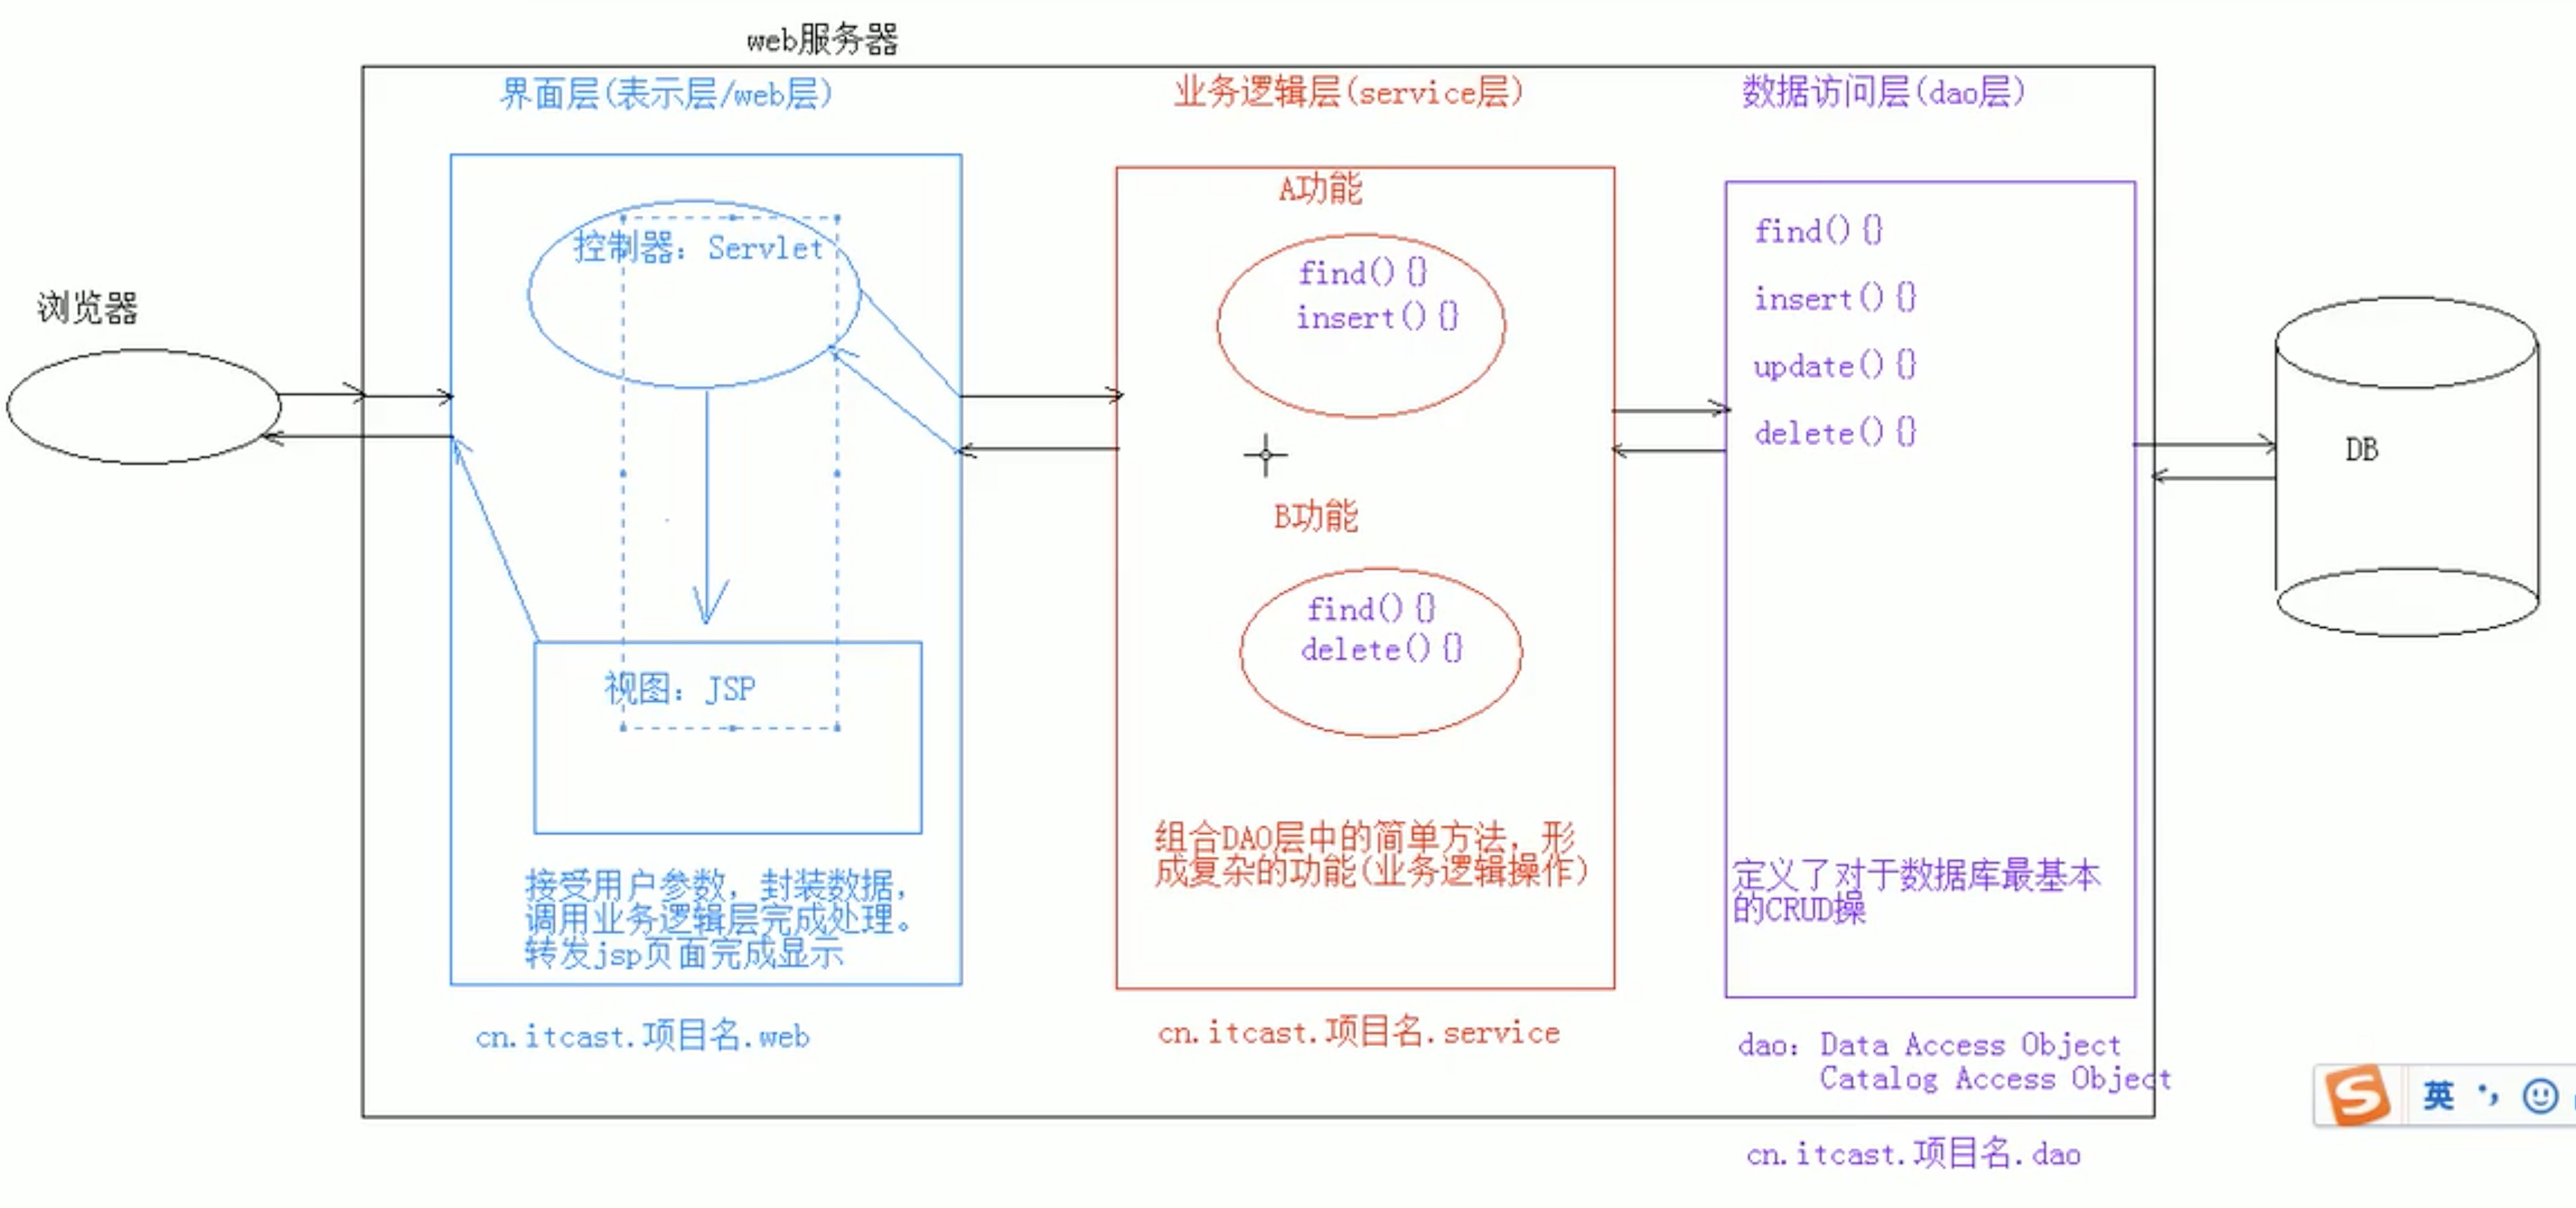 web服务器
界面层(表示层/web层)
业务逻辑层(service层)
数据访问层(dao层)
浏览器
控制器：Servlet
视图：JSP
接受用户参数，封装数据，
调用业务逻辑层完成处理。
转发jsp页面完成显示
cn.itcast.项目名.web
A功能
find(){}
insert(){}
B功能
find(){}
delete(){}
组合DAO层中的简单方法，形
成复杂的功能(业务逻辑操作)
cn.itcast.项目名.service
find(){}
insert(){}
update(){}
delete(){}
定义了对于数据库最基本
的CRUD操
dao：Data Access Object
Catalog Access Object
cn.itcast.项目名.dao
DB
S 英